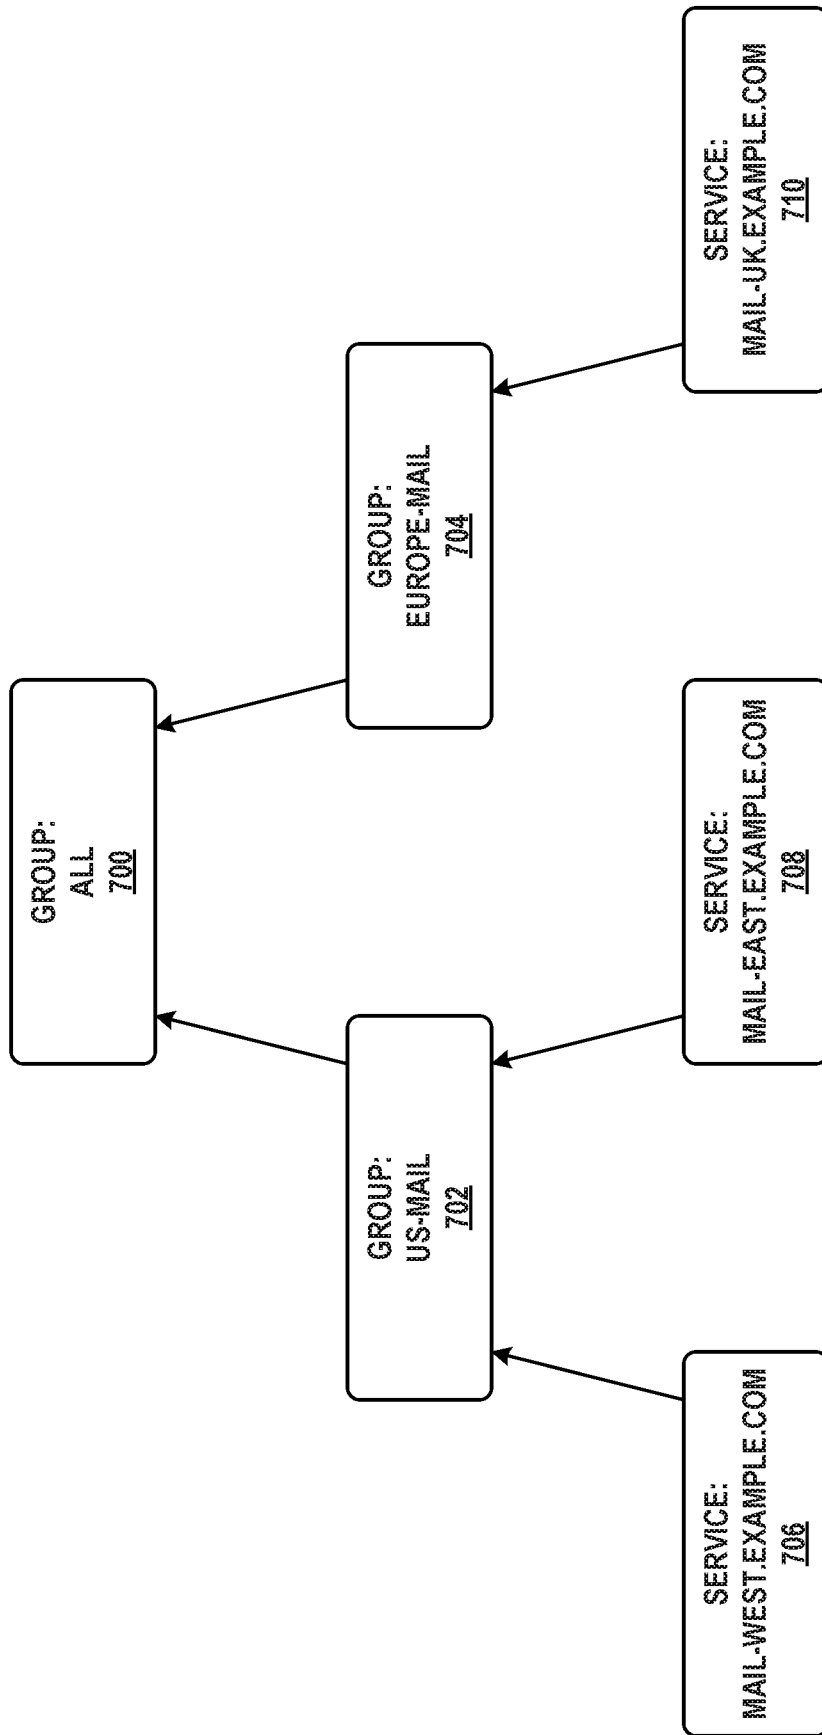 GROUP:
ALL
700
GROUP:
US-MAIL
702
GROUP:
EUROPE-MAIL
704
SERVICE:
MAIL-WEST.EXAMPLE.COM
706
SERVICE:
MAIL-EAST.EXAMPLE.COM
708
SERVICE:
MAIL-UK.EXAMPLE.COM
710